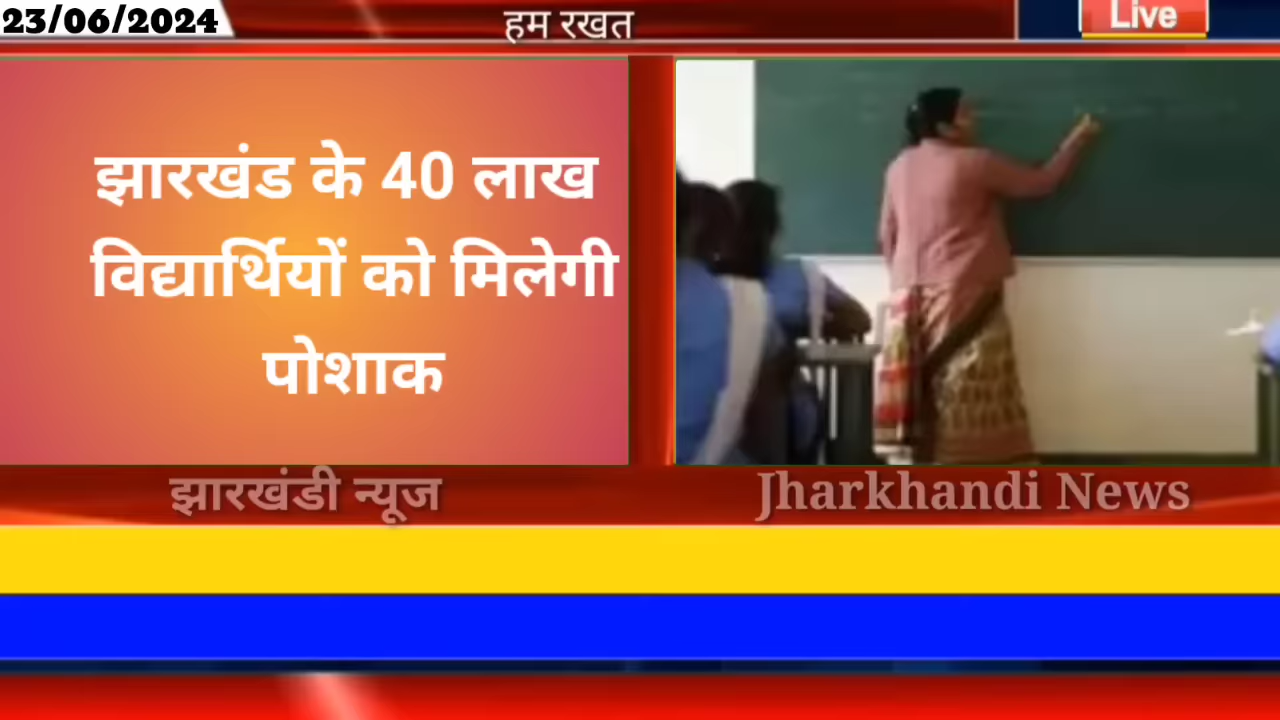 23/06/2024
हम रखत
Live
झारखंड के 40 लाख
विद्यार्थियों को मिलेगी
पोशाक
झारखंडी न्यूज
Jharkhandi News